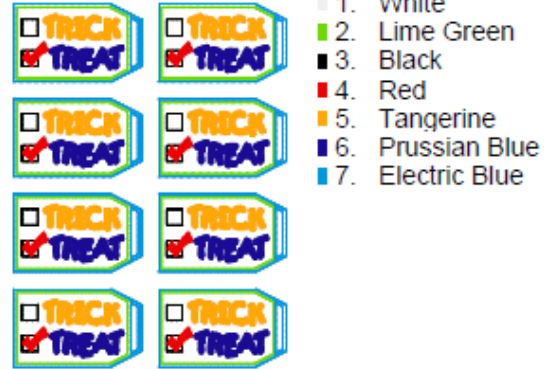 TRICK
TREAT
TRICK
TREAT
TRICK
TREAT
TRICK
TREAT
TRICK
TREAT
TRICK
TREAT
TRICK
TREAT
TRICK
TREAT
1. White
2. Lime Green
3. Black
4. Red
5. Tangerine
6. Prussian Blue
7. Electric Blue